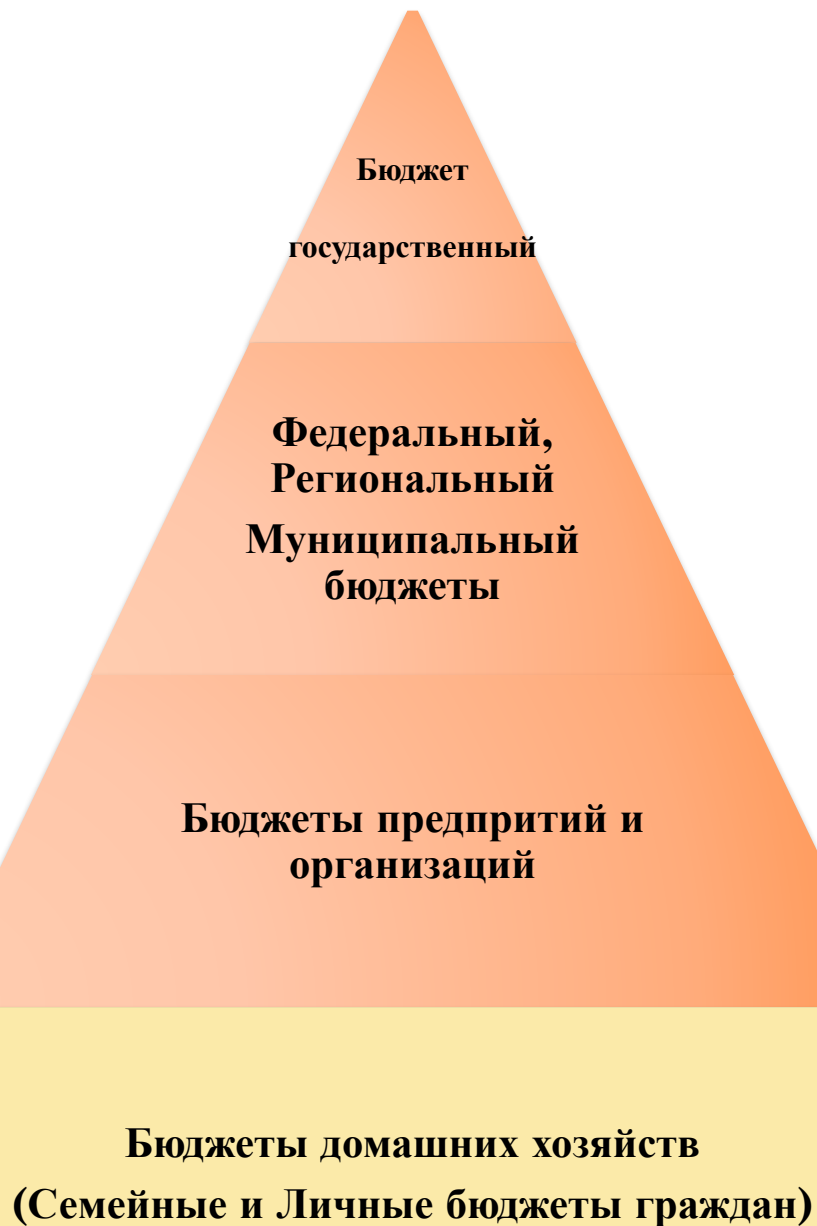 Бюджет
государственный
Федеральный,
Региональный
Муниципальный
бюджеты
Бюджеты предпритий и
организаций
Бюджеты домашних хозяйств
(Семейные и Личные бюджеты граждан)